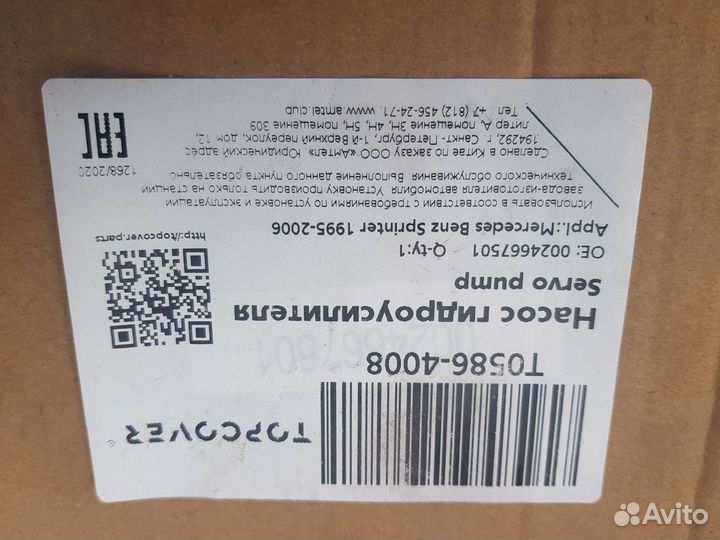 TOPCOVER®
T0586-4008
0024667501
Насос гидроусилителя
Servo pump
OE: 0024667501 Q-ty:1
Appl.:Mercedes Benz Sprinter 1995-2006
http://topcover.parts
Использовать в соответствии с требованиями по установке и эксплуатации
завода-изготовителя автомобиля. Установку производить только на станции
технического обслуживания. Выполнение данного пункта обязательно
1268/2020
Сделано в Китае по заказу ООО «Амтел» Юридический адрес
194292, г. Санкт-Петербург, 1-й Верхний переулок, дом 12,
литер А, помещение 3Н, 4Н, 5Н, помещение 309
Тел.: +7 (812) 456-24-71. www.amtel.club
EAC
Avito